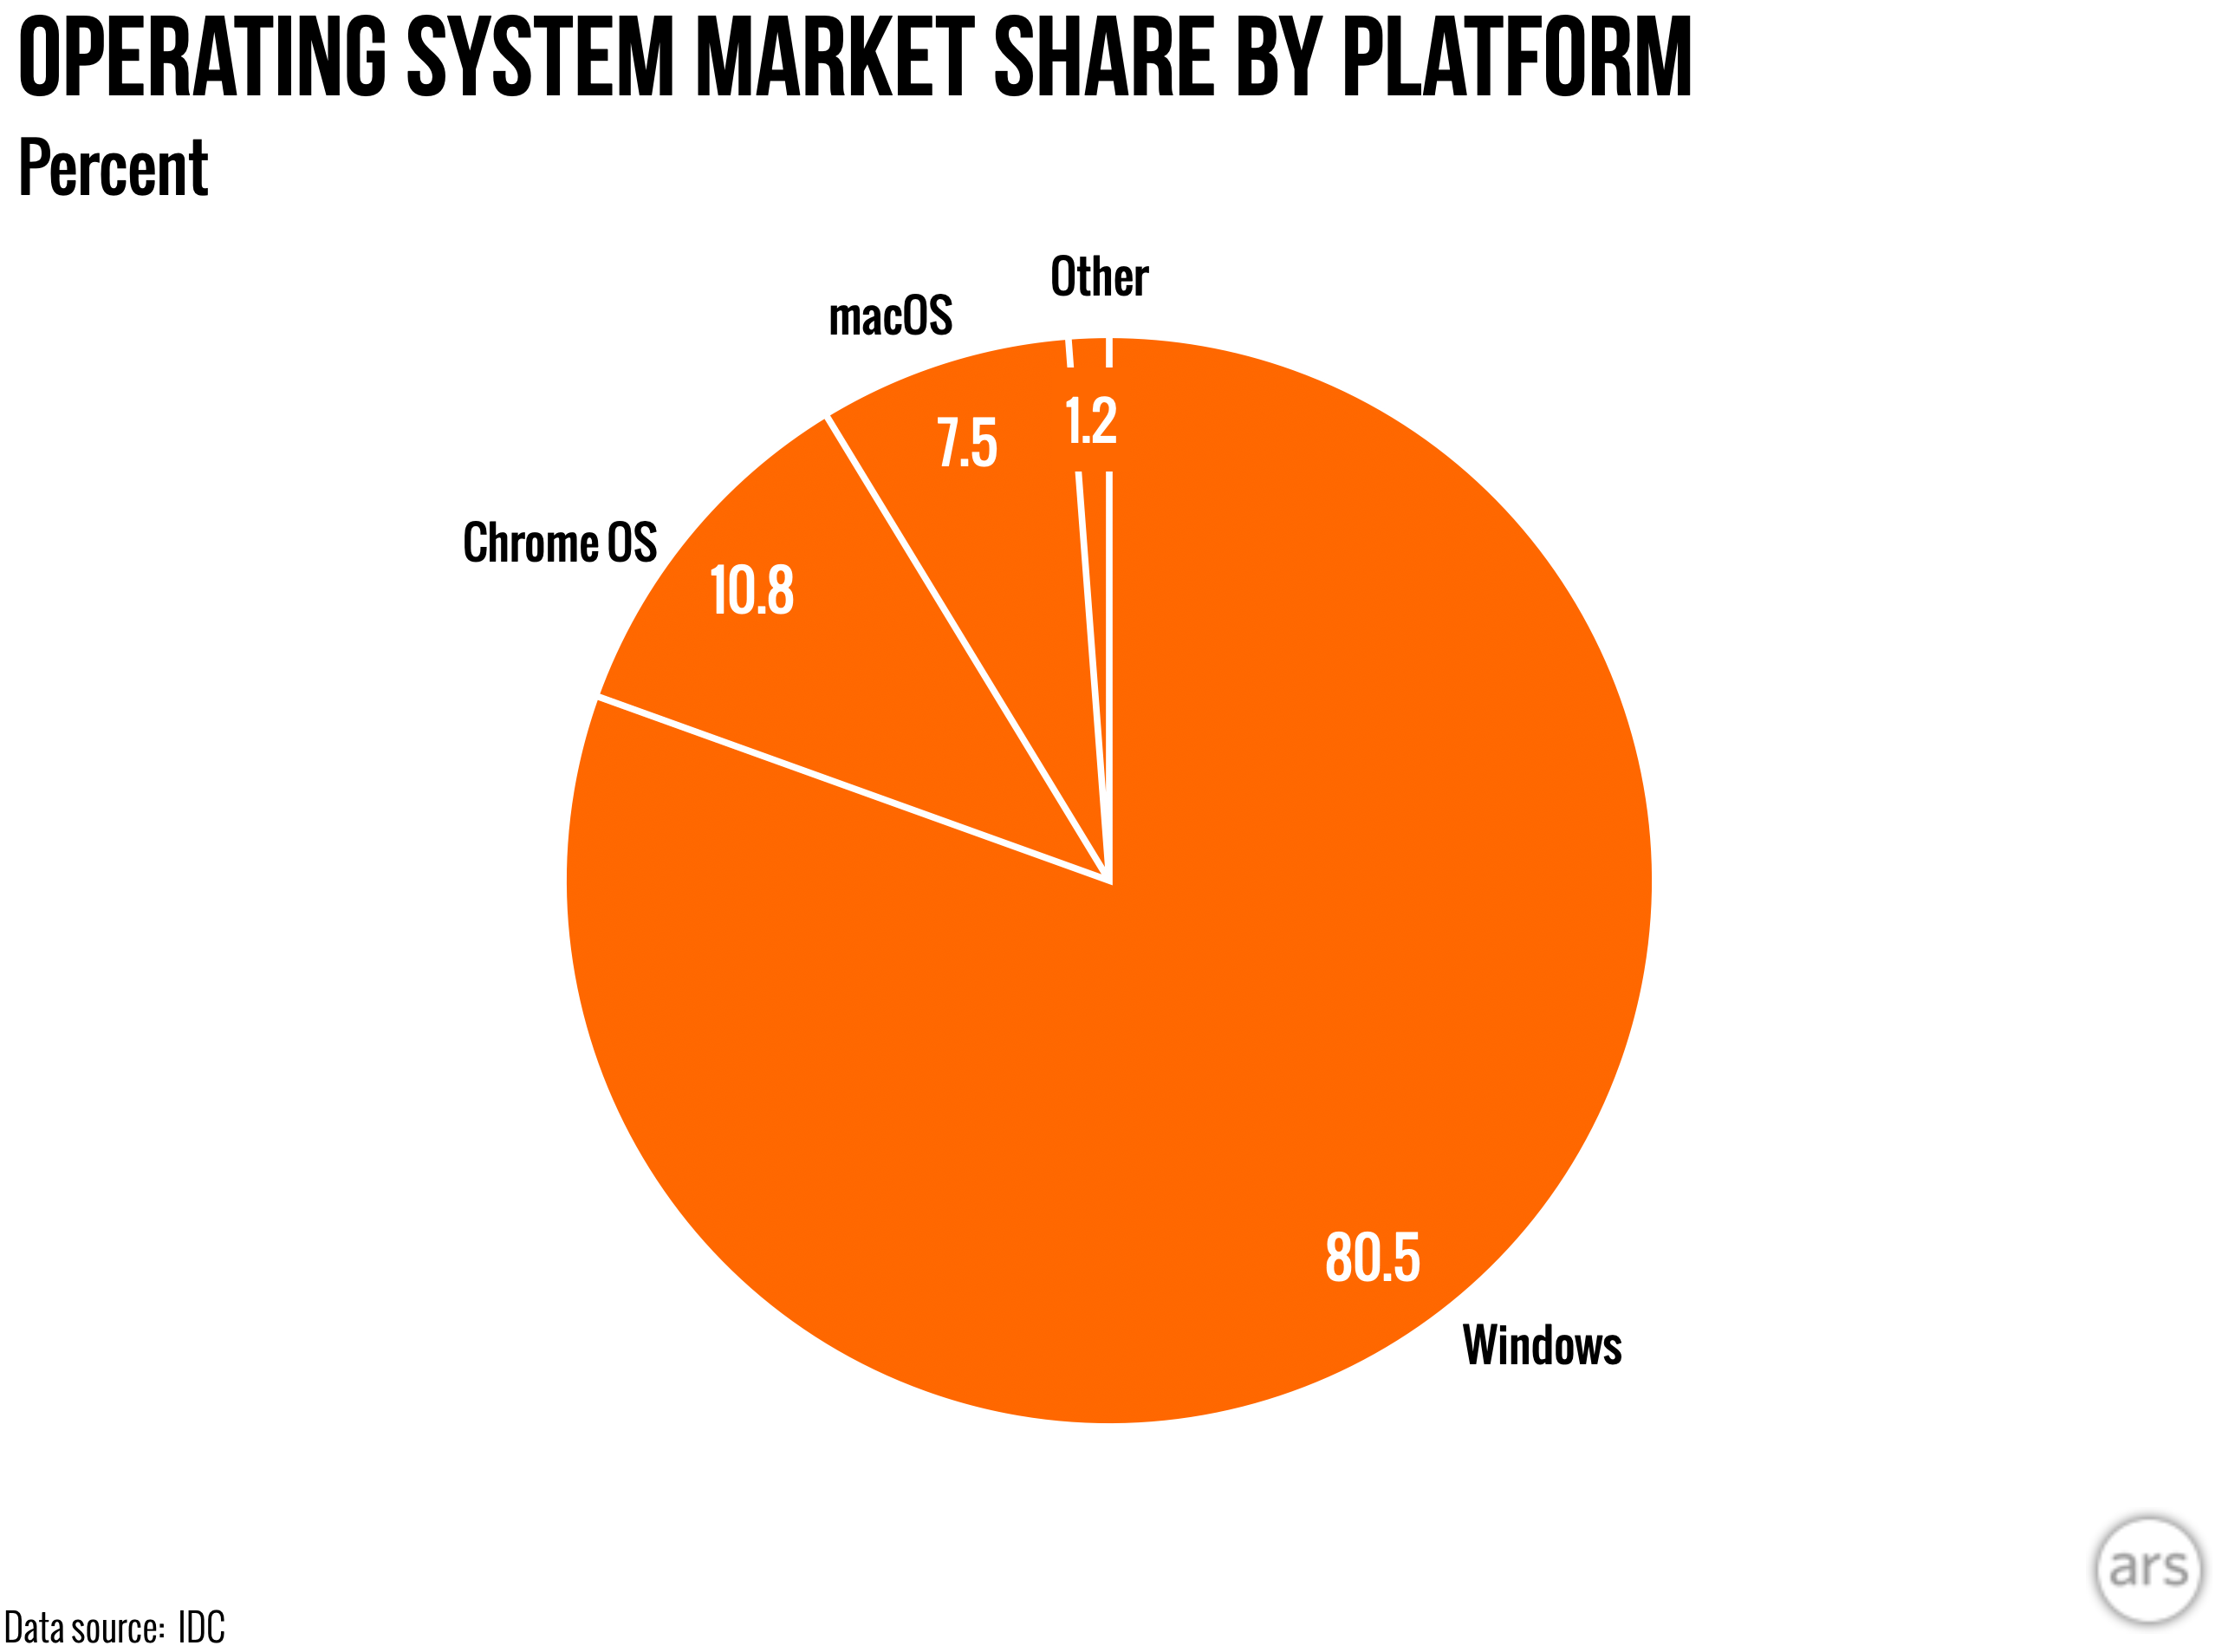 OPERATING SYSTEM MARKET SHARE BY PLATFORM
Percent
Other
macOS
1.2
7.5
Chrome OS
10.8
80.5
Windows
ars
Data source: IDC